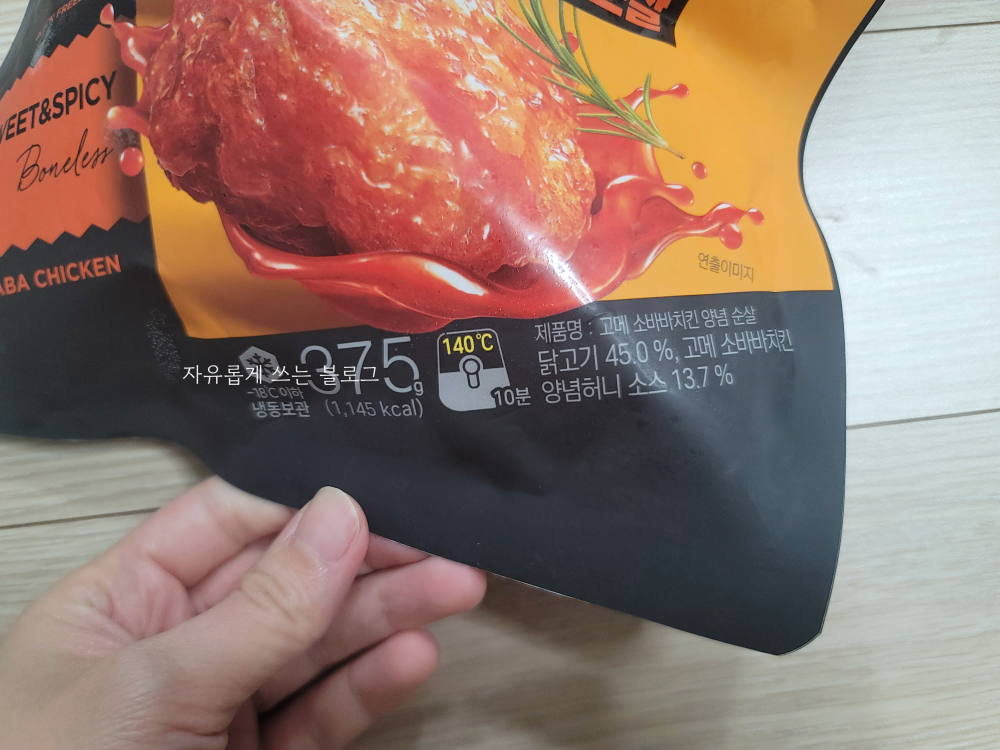 살
WEET&SPICY
Boneless
ABA CHICKEN
연출이미지
-18℃이하
냉동보관
375g
(1,145 kcal)
140℃
10분
제품명 : 고메 소바바치킨 양념 순살
닭고기 45.0 %, 고메 소바바치킨
양념허니 소스 13.7 %
자유롭게 쓰는 블로그